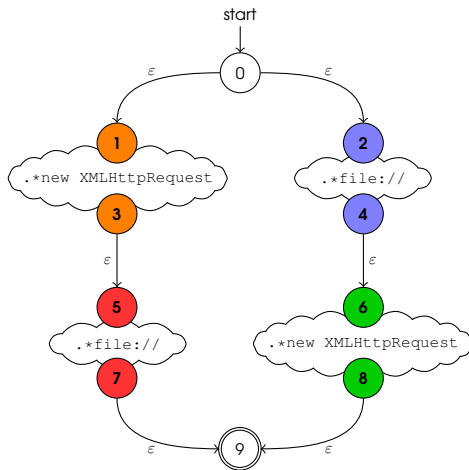 start
0
ε ε
1 2
.*new XMLHttpRequest .*file://
3 4
ε ε
5 6
.*file:// .*new XMLHttpRequest
7 8
ε ε
9